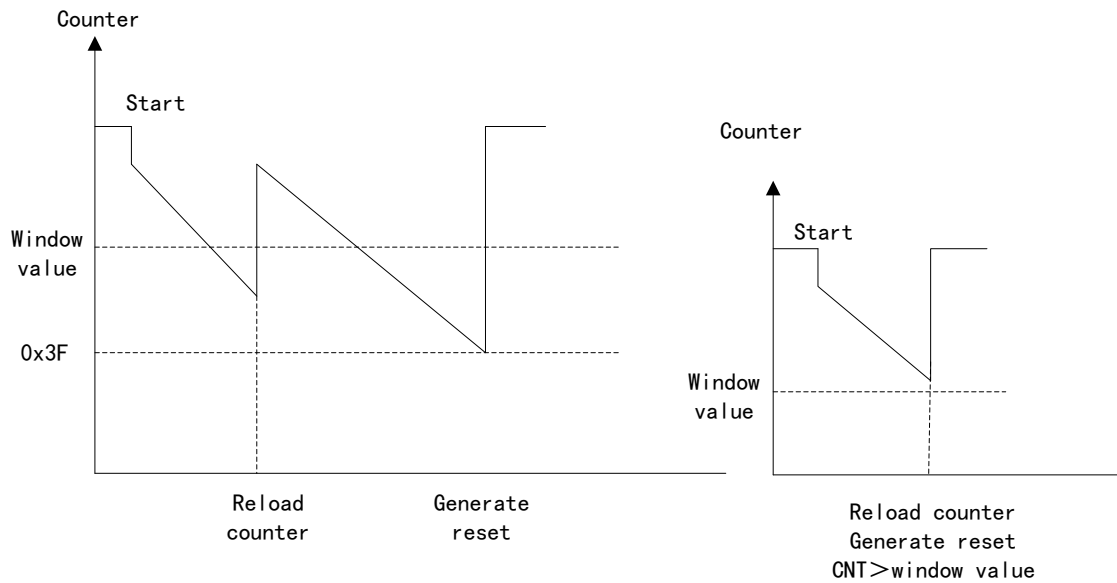 Counter
Start
Window
value
0x3F
Reload
counter
Generate
reset
Counter
Start
Window
value
Reload counter
Generate reset
CNT＞window value